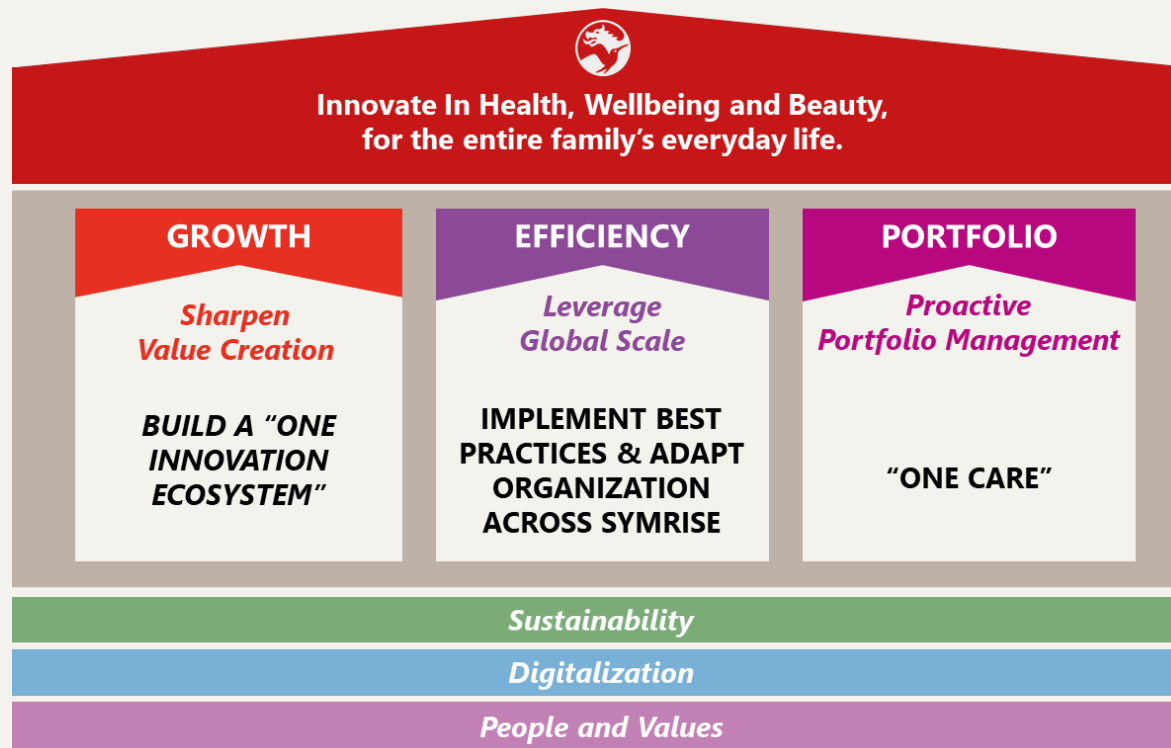 Innovate In Health, Wellbeing and Beauty,
for the entire family’s everyday life.
GROWTH
Sharpen
Value Creation
BUILD A “ONE
INNOVATION
ECOSYSTEM”
EFFICIENCY
Leverage
Global Scale
IMPLEMENT BEST
PRACTICES & ADAPT
ORGANIZATION
ACROSS SYMRISE
PORTFOLIO
Proactive
Portfolio Management
“ONE CARE”
Sustainability
Digitalization
People and Values